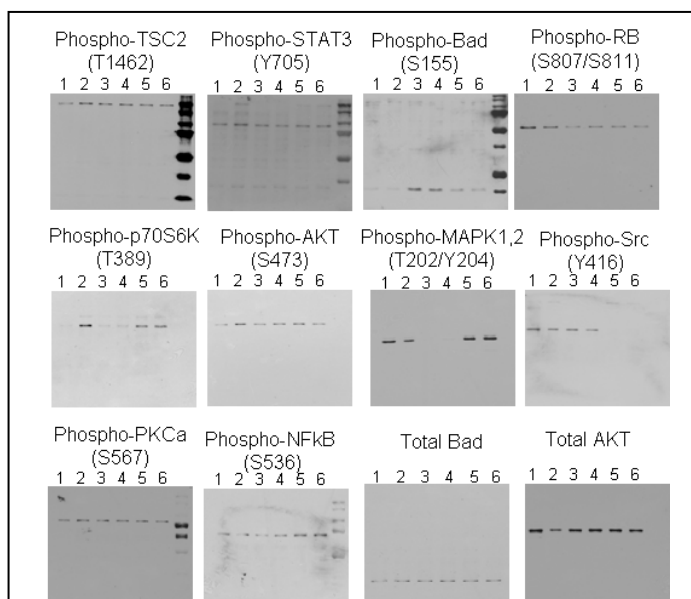 Phospho-TSC2
(T1462)
1 2 3 4 5 6
Phospho-STAT3
(Y705)
1 2 3 4 5 6
Phospho-Bad
(S155)
1 2 3 4 5 6
Phospho-RB
(S807/S811)
1 2 3 4 5 6
Phospho-p70S6K
(T389)
1 2 3 4 5 6
Phospho-AKT
(S473)
1 2 3 4 5 6
Phospho-MAPK1,2
(T202/Y204)
1 2 3 4 5 6
Phospho-Src
(Y416)
1 2 3 4 5 6
Phospho-PKCa
(S567)
1 2 3 4 5 6
Phospho-NFkB
(S536)
1 2 3 4 5 6
Total Bad
1 2 3 4 5 6
Total AKT
1 2 3 4 5 6